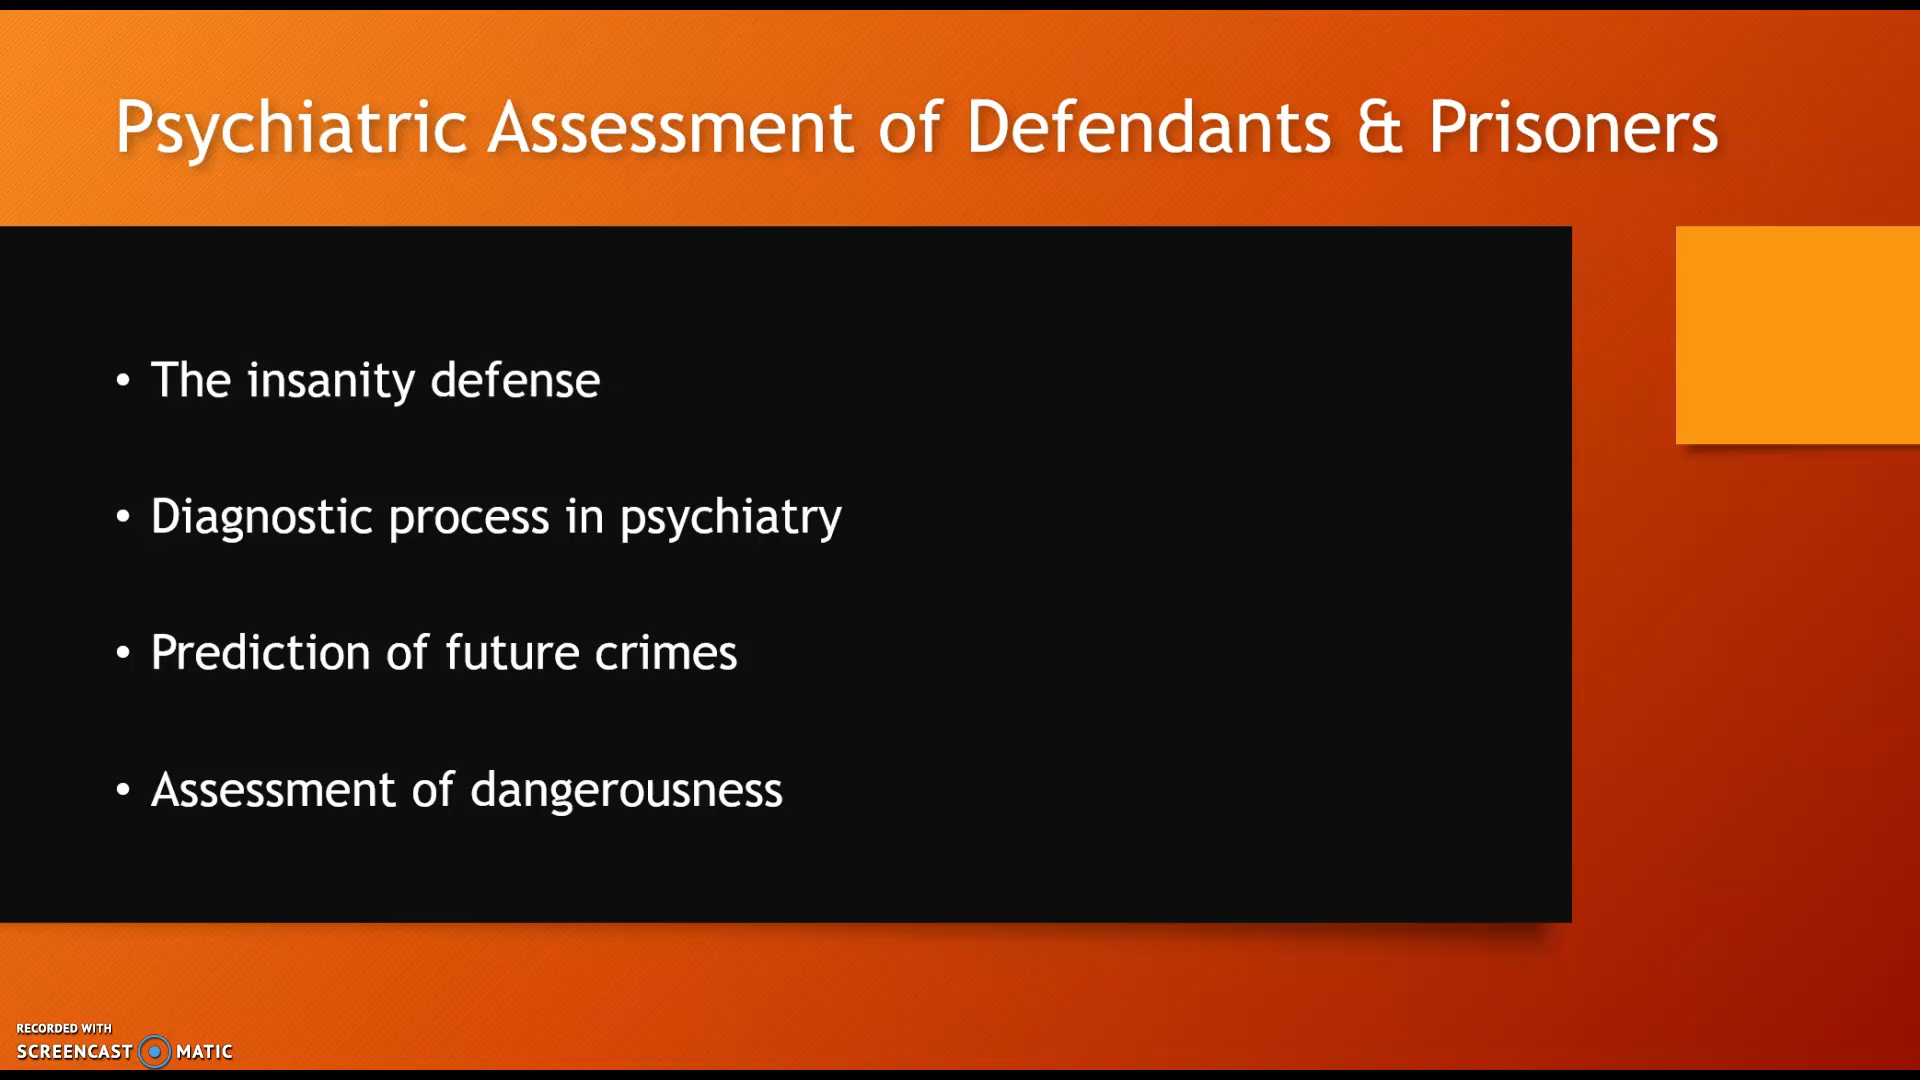 Psychiatric Assessment of Defendants & Prisoners
• The insanity defense
• Diagnostic process in psychiatry
• Prediction of future crimes
• Assessment of dangerousness
RECORDED WITH
SCREENCAST MATIC